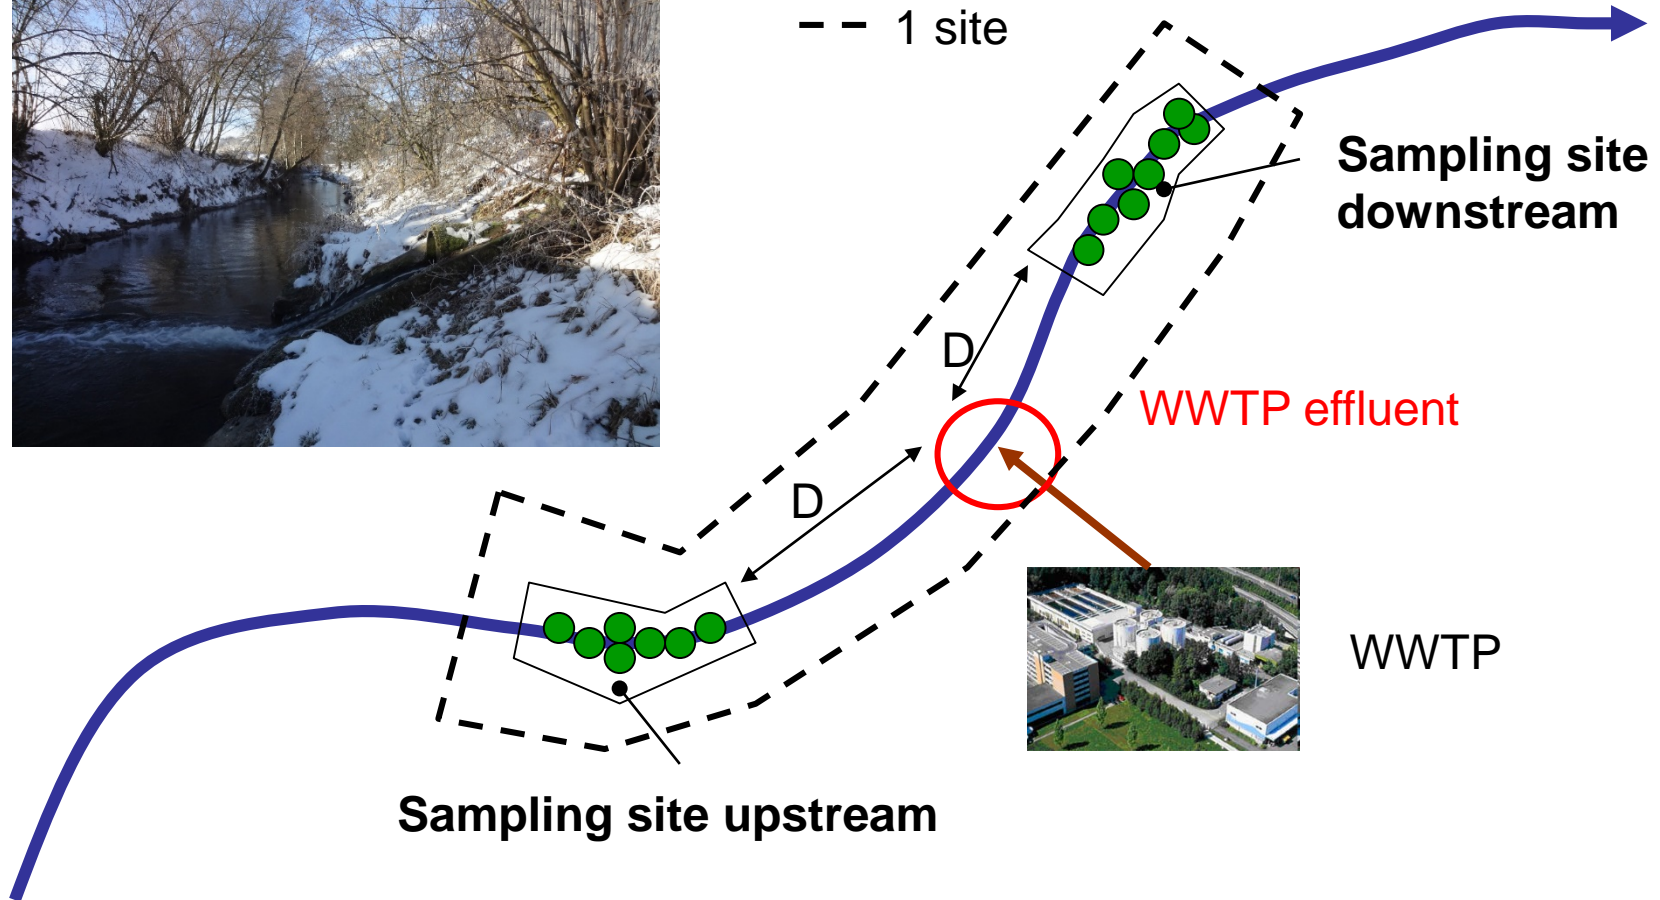 1 site
Sampling site
downstream
D
WWTP effluent
D
WWTP
Sampling site upstream